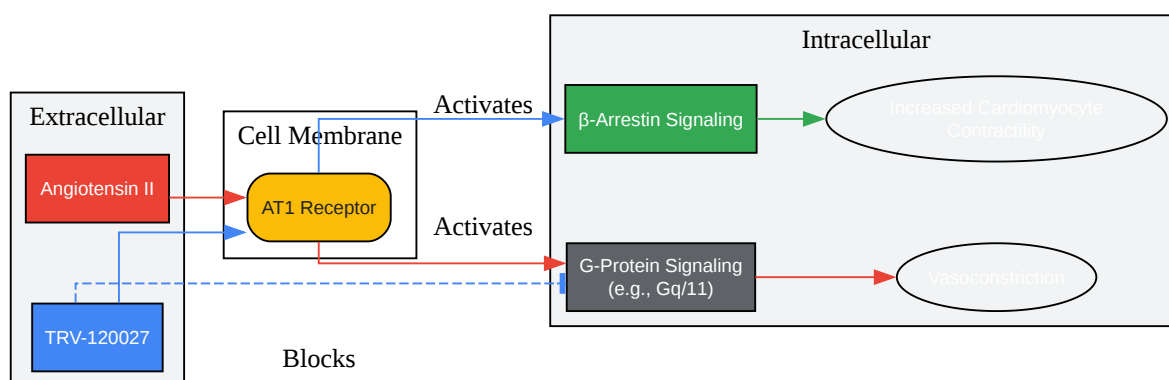 Intracellular
Extracellular
Activates
β-Arrestin Signaling
Increased Cardiomyocyte
Contractility
Cell Membrane
Angiotensin II
AT1 Receptor
Activates
G-Protein Signaling
(e.g., Gq/11)
Vasoconstriction
TRV-120027
Blocks